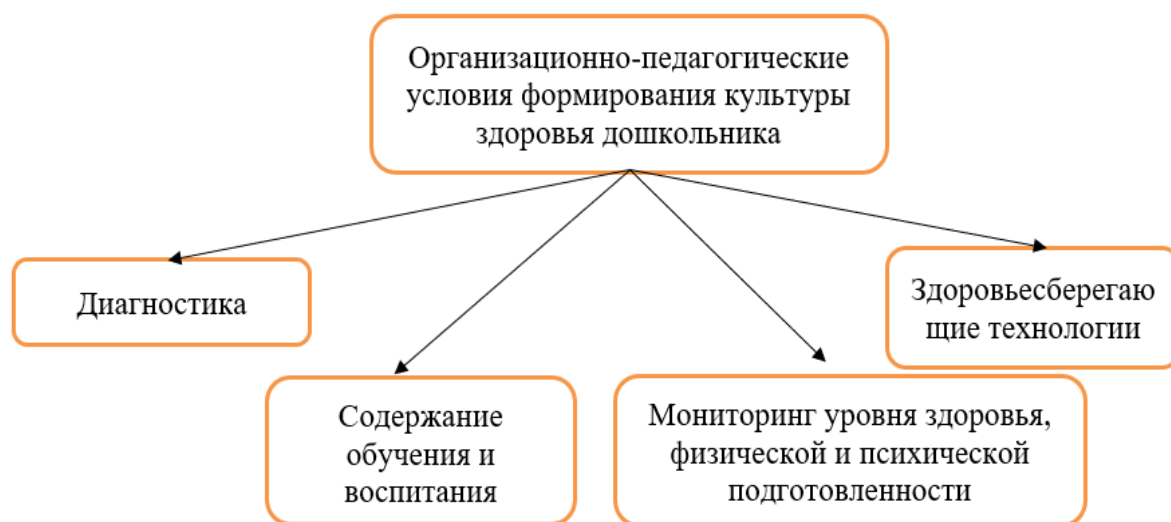 Организационно-педагогические
условия формирования культуры
здоровья дошкольника
Диагностика
Здоровьесберегаю
щие технологии
Содержание
обучения и
воспитания
Мониторинг уровня здоровья,
физической и психической
подготовленности